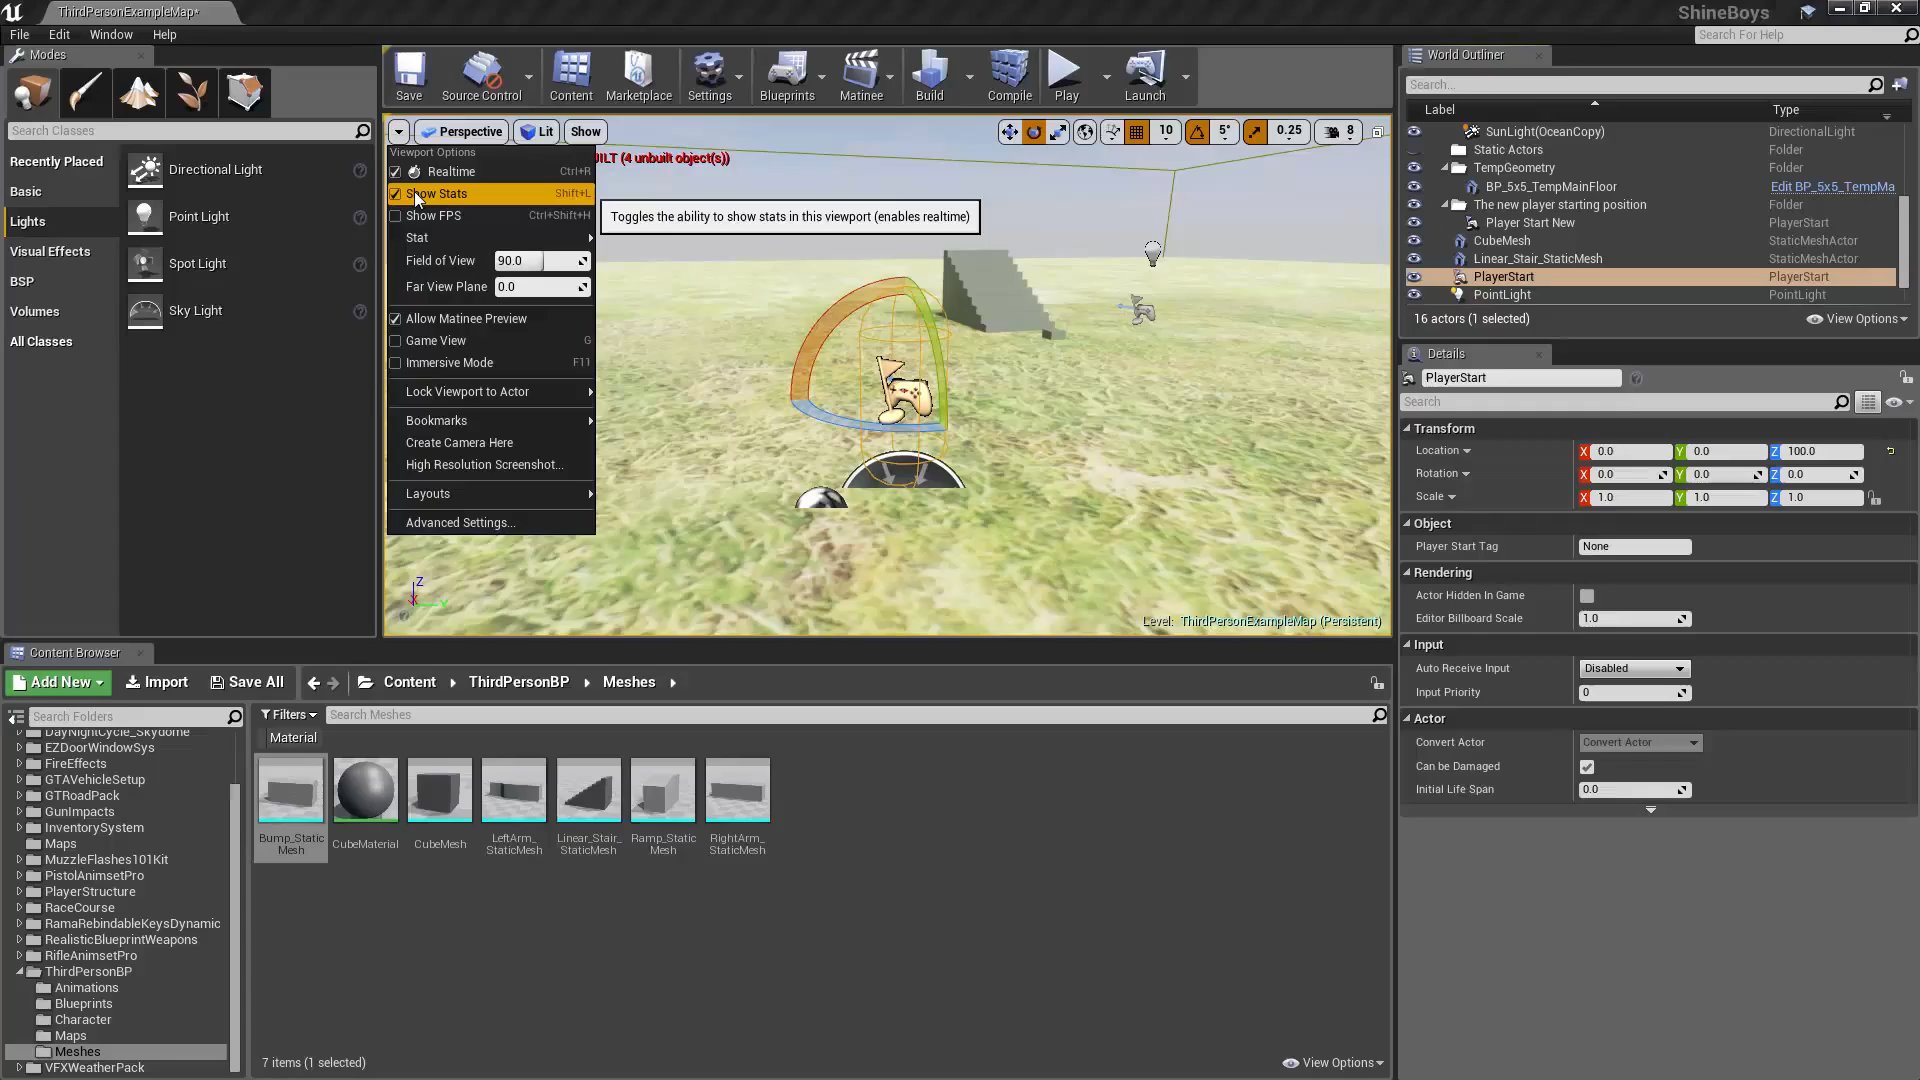 ThirdPersonExampleMap*
ShineBoys
File Edit Window Help
Search For Help
Modes
Search Classes
Recently Placed
Basic
Lights
Visual Effects
BSP
Volumes
All Classes
Directional Light
Point Light
Spot Light
Sky Light
Save
Source Control
Content
Marketplace
Settings
Blueprints
Matinee
Build
Compile
Play
Launch
Perspective Lit Show
10 5° 0.25 8
Viewport Options
Realtime Ctrl+R
Show Stats Shift+L
Show FPS Ctrl+Shift+H
Stat
Field of View 90.0
Far View Plane 0.0
Allow Matinee Preview
Game View G
Immersive Mode F11
Lock Viewport to Actor
Bookmarks
Create Camera Here
High Resolution Screenshot...
Layouts
Advanced Settings...
UILT (4 unbuilt object(s))
Toggles the ability to show stats in this viewport (enables realtime)
Z
X
Y
Level: ThirdPersonExampleMap (Persistent)
World Outliner
Search...
Label Type
SunLight(OceanCopy) DirectionalLight
Static Actors Folder
TempGeometry Folder
BP_5x5_TempMainFloor Edit BP_5x5_TempMa
The new player starting position Folder
Player Start New PlayerStart
CubeMesh StaticMeshActor
Linear_Stair_StaticMesh StaticMeshActor
PlayerStart PlayerStart
PointLight PointLight
16 actors (1 selected) View Options
Details
PlayerStart
Search
Transform
Location X 0.0 Y 0.0 Z 100.0
Rotation X 0.0 Y 0.0 Z 0.0
Scale X 1.0 Y 1.0 Z 1.0
Object
Player Start Tag None
Rendering
Actor Hidden In Game
Editor Billboard Scale 1.0
Input
Auto Receive Input Disabled
Input Priority 0
Actor
Convert Actor Convert Actor
Can be Damaged
Initial Life Span 0.0
Content Browser
Add New Import Save All Content ThirdPersonBP Meshes
Search Folders
DayNightCycle_Skydome
EZDoorWindowSys
FireEffects
GTAVehicleSetup
GTRoadPack
GunImpacts
InventorySystem
Maps
MuzzleFlashes101Kit
PistolAnimsetPro
PlayerStructure
RaceCourse
RamaRebindableKeysDynamic
RealisticBlueprintWeapons
RifleAnimsetPro
ThirdPersonBP
Animations
Blueprints
Character
Maps
Meshes
VFXWeatherPack
Filters Search Meshes
Material
Bump_Static
Mesh
CubeMaterial
CubeMesh
LeftArm_
StaticMesh
Linear_Stair_
StaticMesh
Ramp_Static
Mesh
RightArm_
StaticMesh
7 items (1 selected) View Options